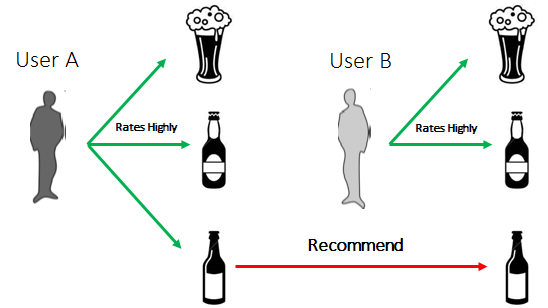 User A
User B
Rates Highly
Rates Highly
Recommend